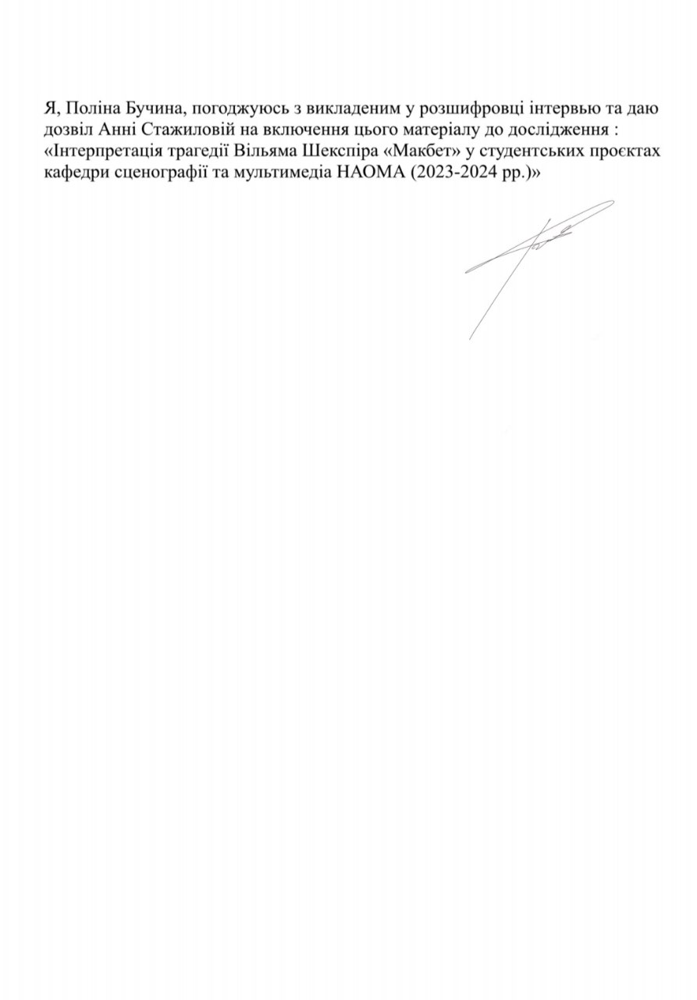 Я, Поліна Бучина, погоджуюсь з викладеним у розшифровці інтервью та даю
дозвіл Анні Стажиловій на включення цього матеріалу до дослідження :
«Інтерпретація трагедії Вільяма Шекспіра «Макбет» у студентських проєктах
кафедри сценографії та мультимедіа НАОМА (2023-2024 рр.)»